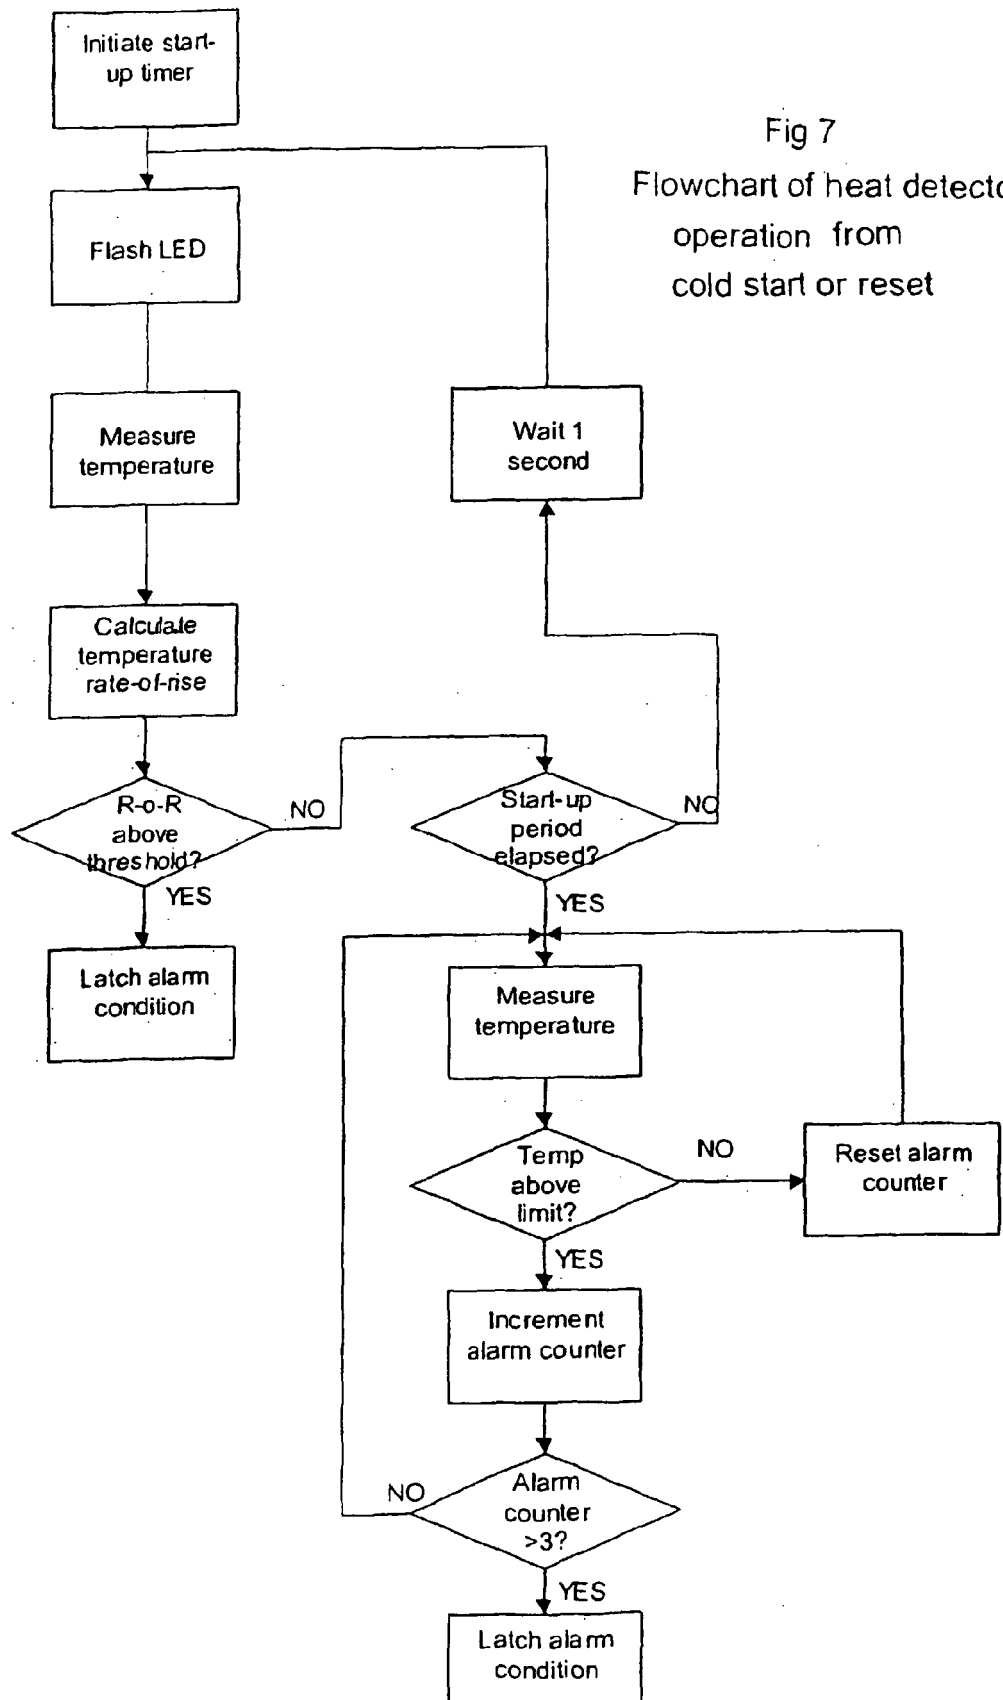 Initiate start-
up timer
Fig 7
Flowchart of heat detecto
operation from
cold start or reset
Flash LED
Measure
temperature
Wait 1
second
Calculate
temperature
rate-of-rise
R-o-R
above
threshold?
NO
YES
Latch alarm
condition
Start-up
period
elapsed?
NO
YES
Measure
temperature
Temp
above
limit?
NO
Reset alarm
counter
YES
Increment
alarm counter
Alarm
counter
>3?
NO
YES
Latch alarm
condition